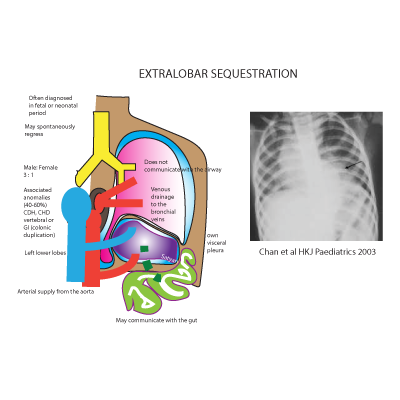 EXTRALOBAR SEQUESTRATION
Often diagnosed
in fetal or neonatal
period
May spontaneously
regress
Male: Female
3 : 1
Associated
anomalies
(40-60%)
CDH, CHD
vertebral or
GI (colonic
duplication)
Left lower lobes
Arterial supply from the aorta
Does not
communicate with the airway
Venous
drainage
to the
bronchial
veins
own
visceral
pleura
May communicate with the gut
Chan et al HKJ Paediatrics 2003